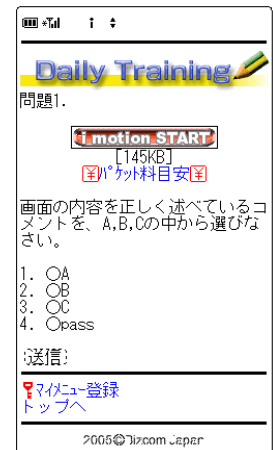 Daily Training
問題1.
i motion START
[145KB]
¥パケット料目安¥
画面の内容を正しく述べているコ
メントを、A,B,Cの中から選びな
さい。
1. ○A
2. ○B
3. ○C
4. ○pass
送信
マイメニュー登録
トップへ
2005©Dizcom Japan